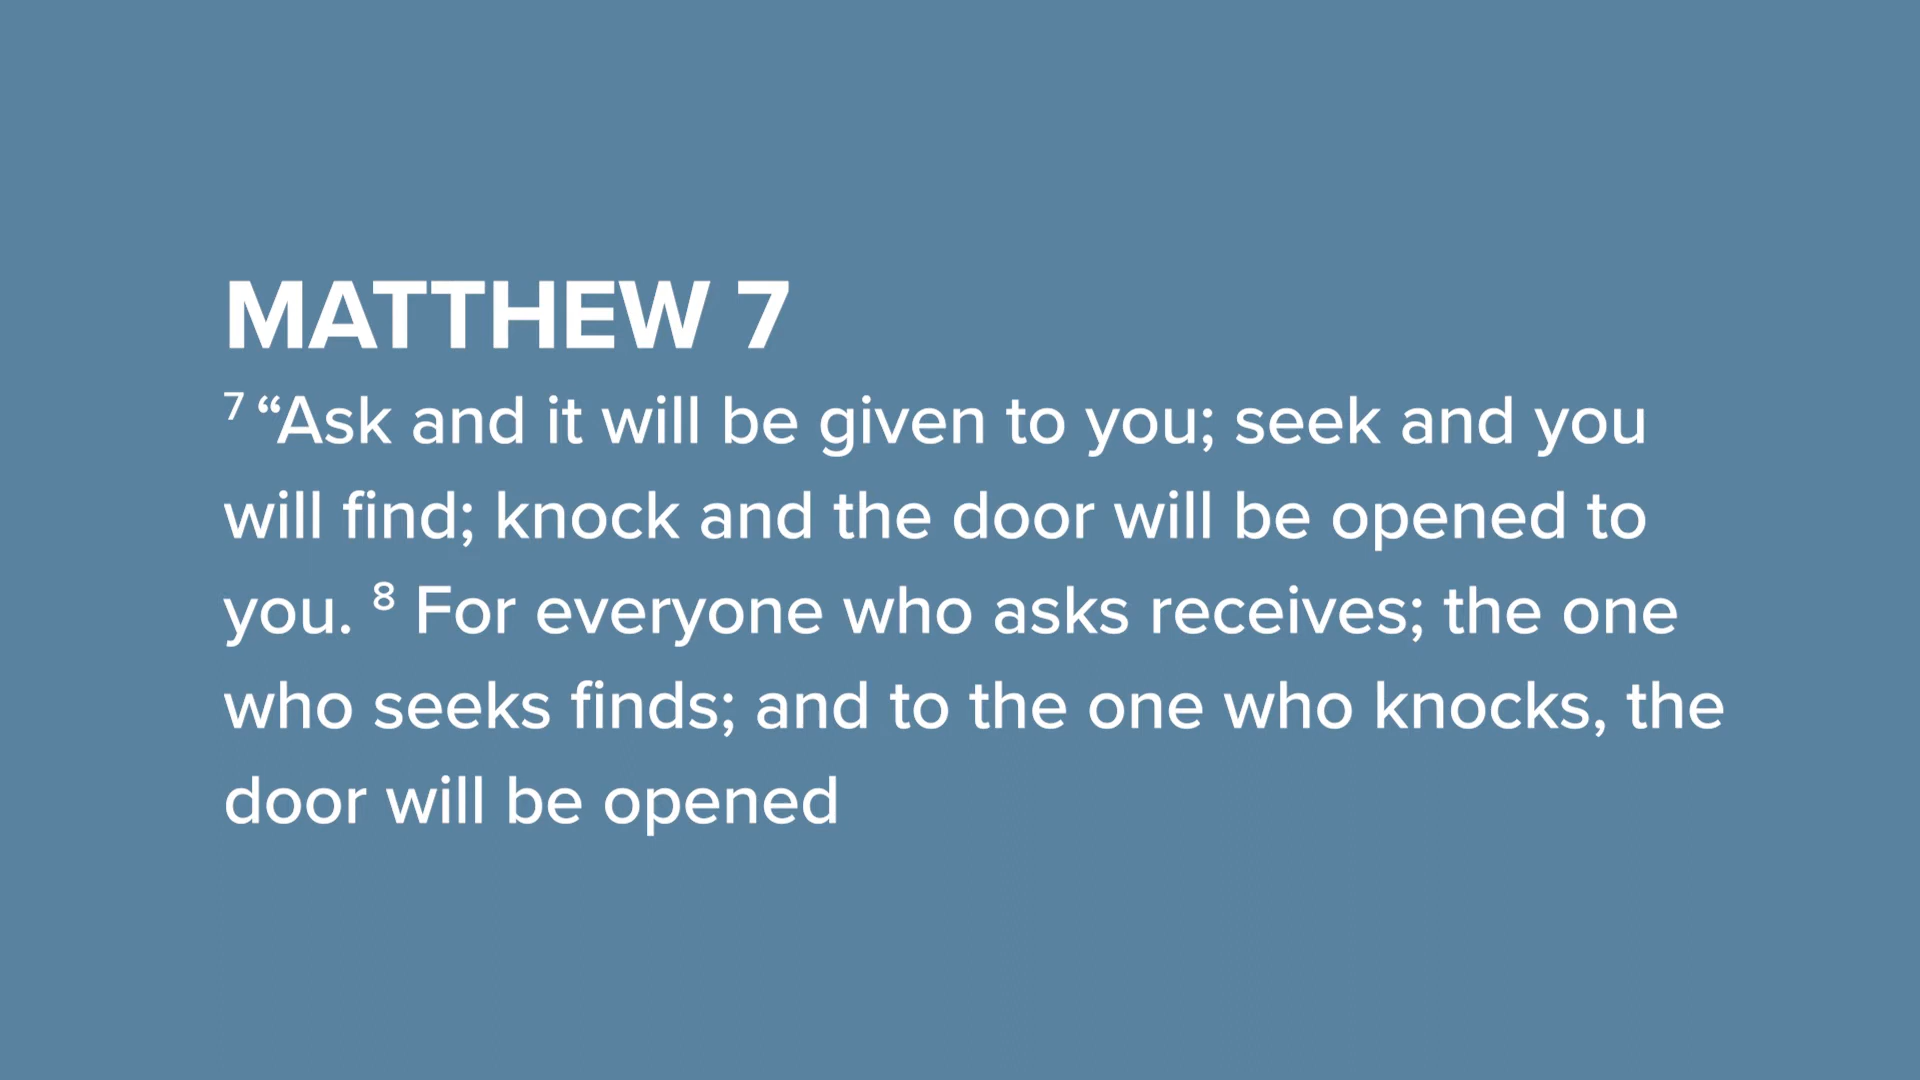 MATTHEW 7
⁷ “Ask and it will be given to you; seek and you
will find; knock and the door will be opened to
you. ⁸ For everyone who asks receives; the one
who seeks finds; and to the one who knocks, the
door will be opened